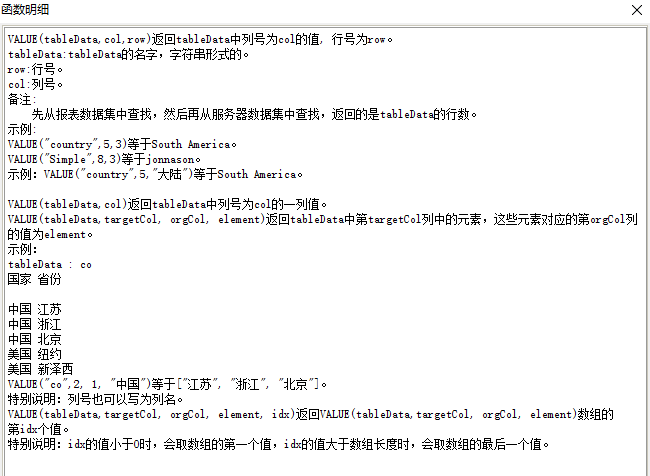 函数明细
VALUE(tableData,col,row)返回tableData中列号为col的值, 行号为row。
tableData:tableData的名字，字符串形式的。
row:行号。
col:列号。
备注:
先从报表数据集中查找，然后再从服务器数据集中查找，返回的是tableData的行数。
示例:
VALUE("country",5,3)等于South America。
VALUE("Simple",8,3)等于jonnason。
示例：VALUE("country",5,"大陆")等于South America。
VALUE(tableData,col)返回tableData中列号为col的一列值。
VALUE(tableData,targetCol, orgCol, element)返回tableData中第targetCol列中的元素，这些元素对应的第orgCol列
的值为element。
示例：
tableData : co
国家 省份
中国 江苏
中国 浙江
中国 北京
美国 纽约
美国 新泽西
VALUE("co",2, 1, "中国")等于["江苏", "浙江", "北京"]。
特别说明：列号也可以写为列名。
VALUE(tableData,targetCol, orgCol, element, idx)返回VALUE(tableData,targetCol, orgCol, element)数组的
第idx个值。
特别说明：idx的值小于0时，会取数组的第一个值，idx的值大于数组长度时，会取数组的最后一个值。